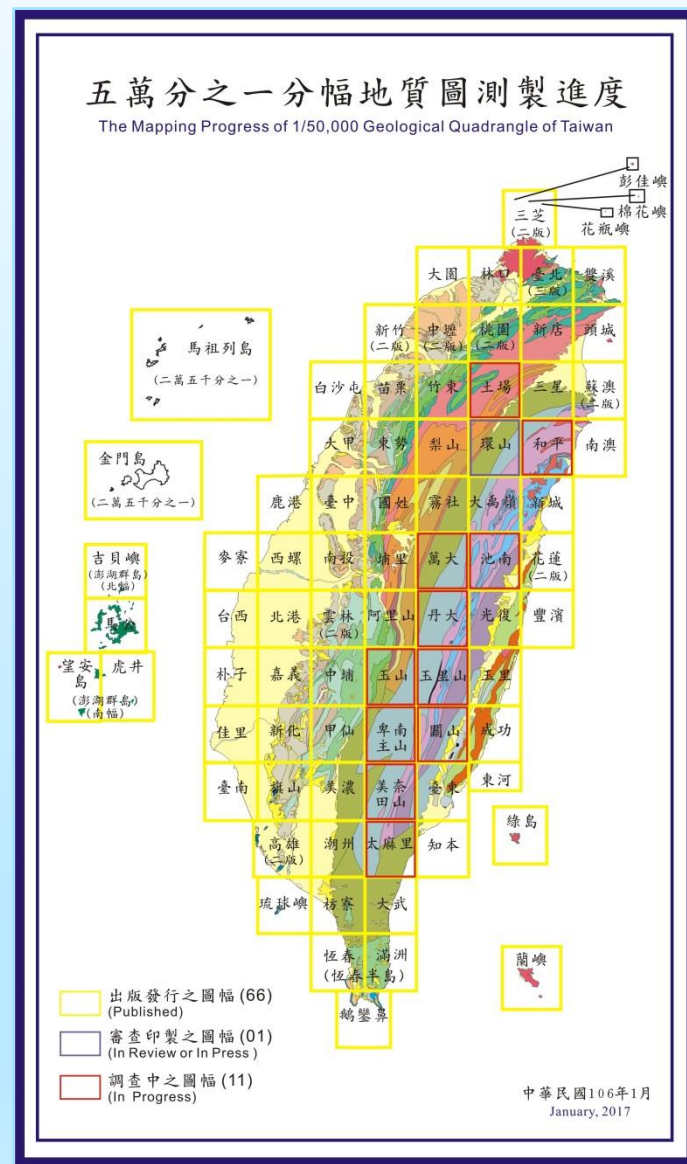 五萬分之一分幅地質圖測製進度
The Mapping Progress of 1/50,000 Geological Quadrangle of Taiwan
彭佳嶼
棉花嶼
花瓶嶼
三芝
(二版)
大園 林口 臺北 雙溪
(三版)
新竹 中壢 桃園 新店 頭城
(二版) (二版) (二版)
馬祖列島
(二萬五千分之一)
白沙屯 苗栗 竹東 土場 三星 蘇澳
(二版)
大甲 東勢 梨山 環山 和平 南澳
金門島
(二萬五千分之一)
鹿港 臺中 國姓 霧社 大禹嶺 新城
吉貝嶼
(澎湖群島)
(北幅)
麥寮 西螺 南投 埔里 萬大 池南 花蓮
(二版)
馬公
台西 北港 雲林 阿里山 丹大 光復 豐濱
(二版)
望安島 虎井
(澎湖群島)
(南幅)
朴子 嘉義 中埔 玉山 玉里山 玉里
佳里 新化 甲仙 卑南主山 關山 成功
臺南 旗山 美濃 美奈田山 臺東 東河
綠島
高雄 潮州 太麻里 知本
(二版)
琉球嶼 枋寮 大武
恆春 滿洲
(恆春半島)
蘭嶼
鵝鑾鼻
出版發行之圖幅 (66)
(Published)
審查印製之圖幅 (01)
(In Review or In Press )
調查中之圖幅 (11)
(In Progress)
中華民國106年1月
January, 2017